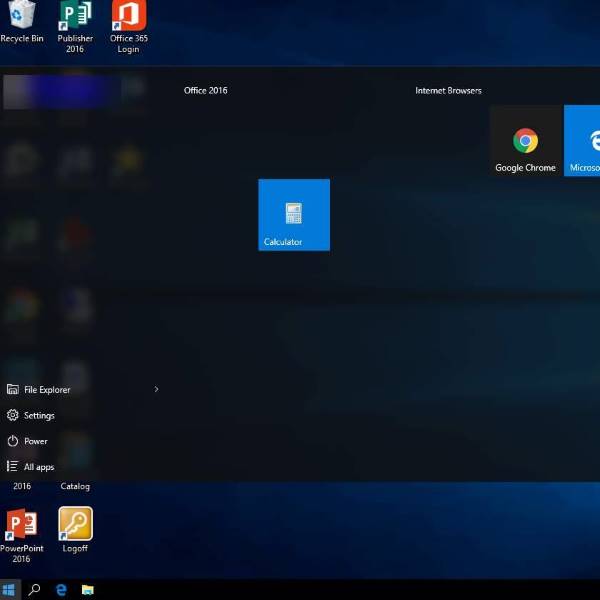 Recycle Bin
Publisher
2016
Office 365
Login
Office 2016
Internet Browsers
Google Chrome
Microso
Calculator
File Explorer
Settings
Power
All apps
2016
Catalog
PowerPoint
2016
Logoff